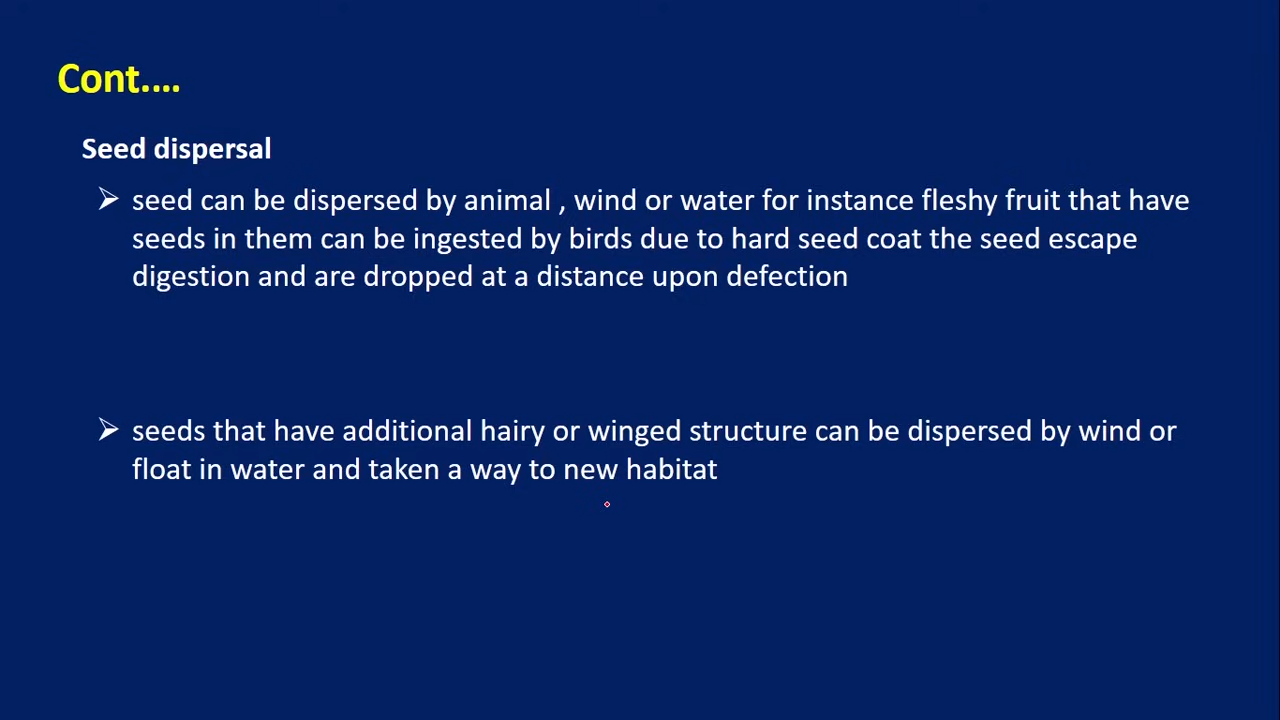 Cont....
Seed dispersal
➢ seed can be dispersed by animal , wind or water for instance fleshy fruit that have
seeds in them can be ingested by birds due to hard seed coat the seed escape
digestion and are dropped at a distance upon defection
➢ seeds that have additional hairy or winged structure can be dispersed by wind or
float in water and taken a way to new habitat